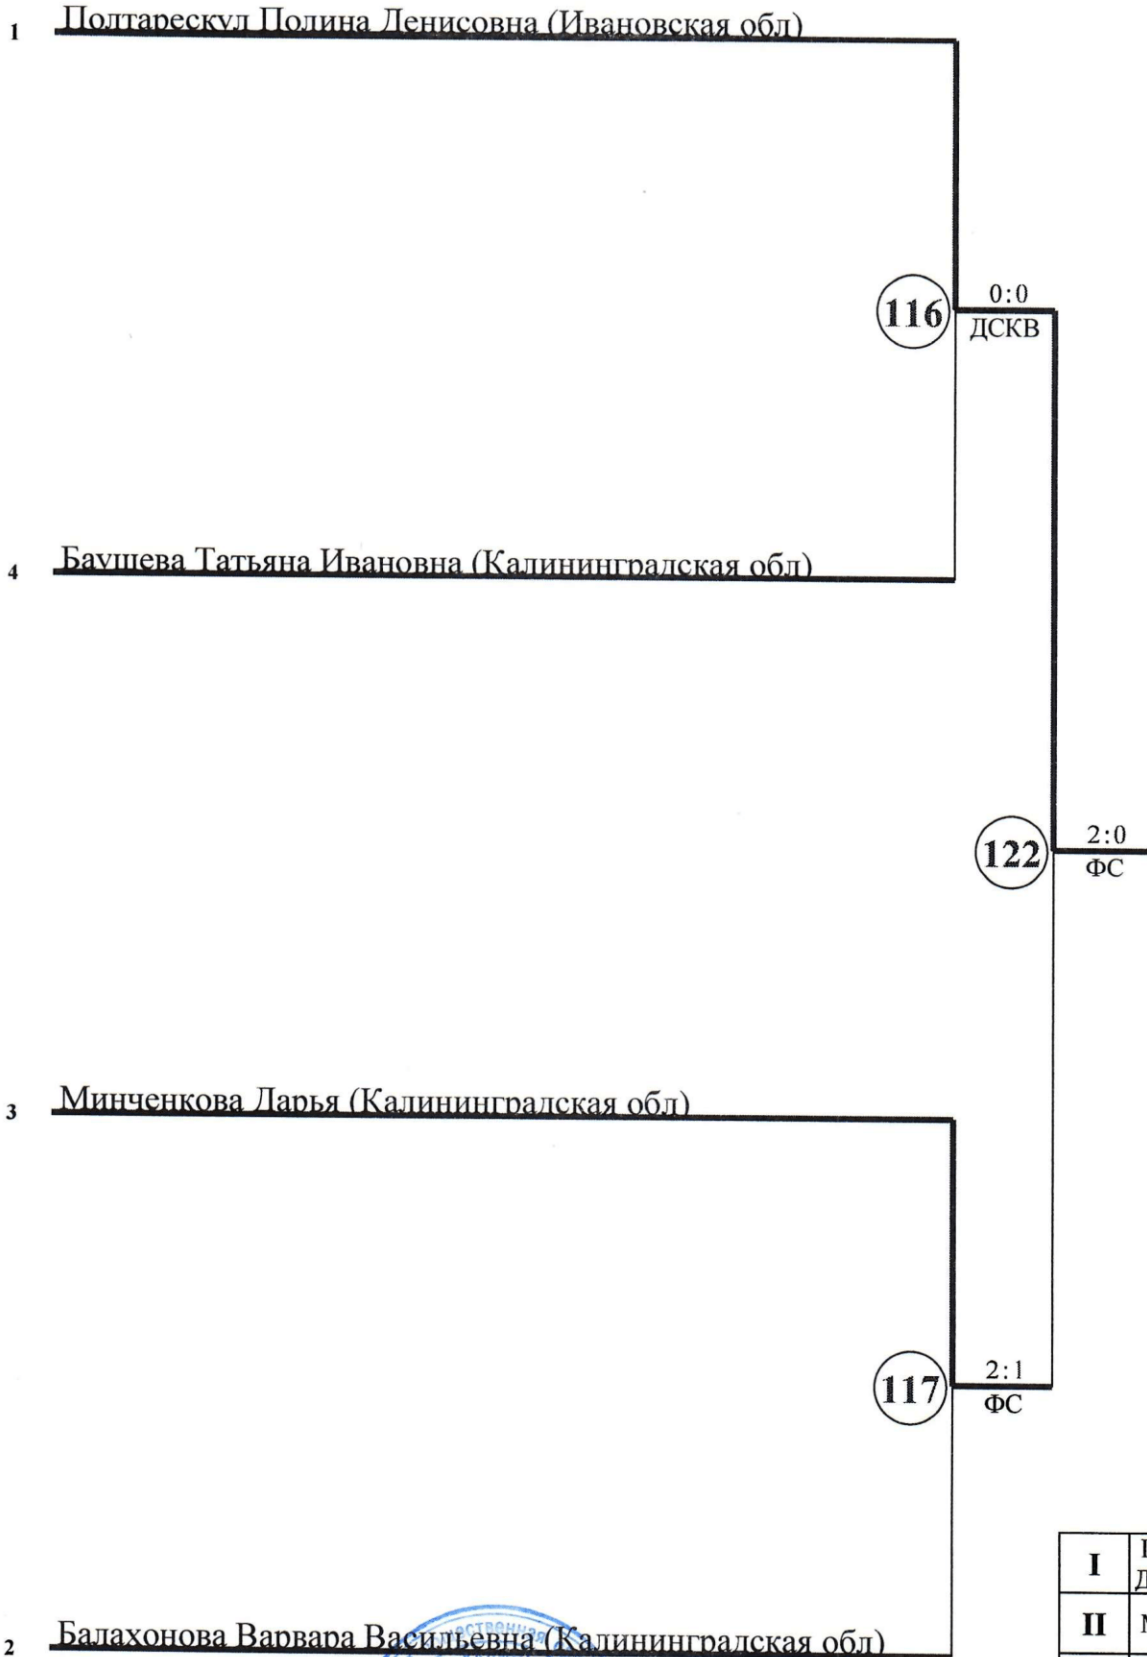 1 Полтарескул Полина Денисовна (Ивановская обл)
0:0
116
ДСКВ
4 Баушева Татьяна Ивановна (Калининградская обл)
2:0
122
ФС
3 Минченкова Дарья (Калининградская обл)
2:1
117
ФС
I
II
2 Балахонова Варвара Васильевна (Калининградская обл)